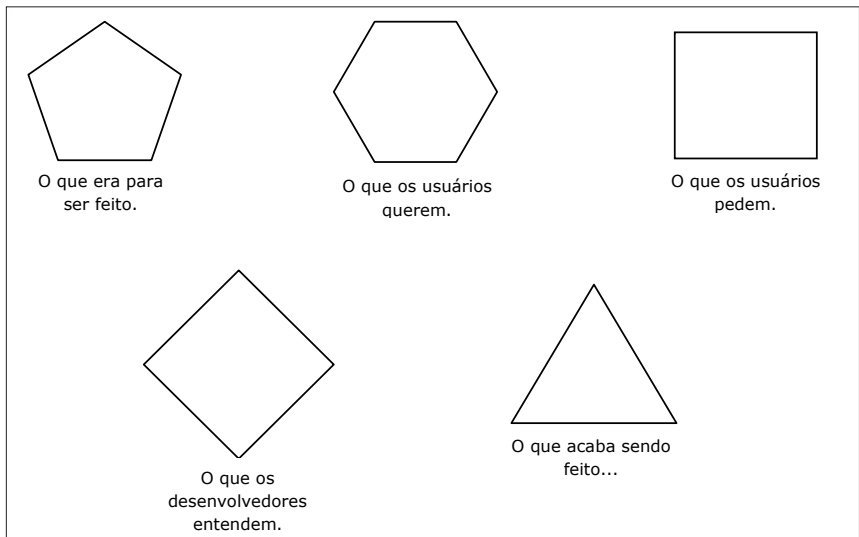 O que era para
ser feito.
O que os usuários
querem.
O que os usuários
pedem.
O que os
desenvolvedores
entendem.
O que acaba sendo
feito...